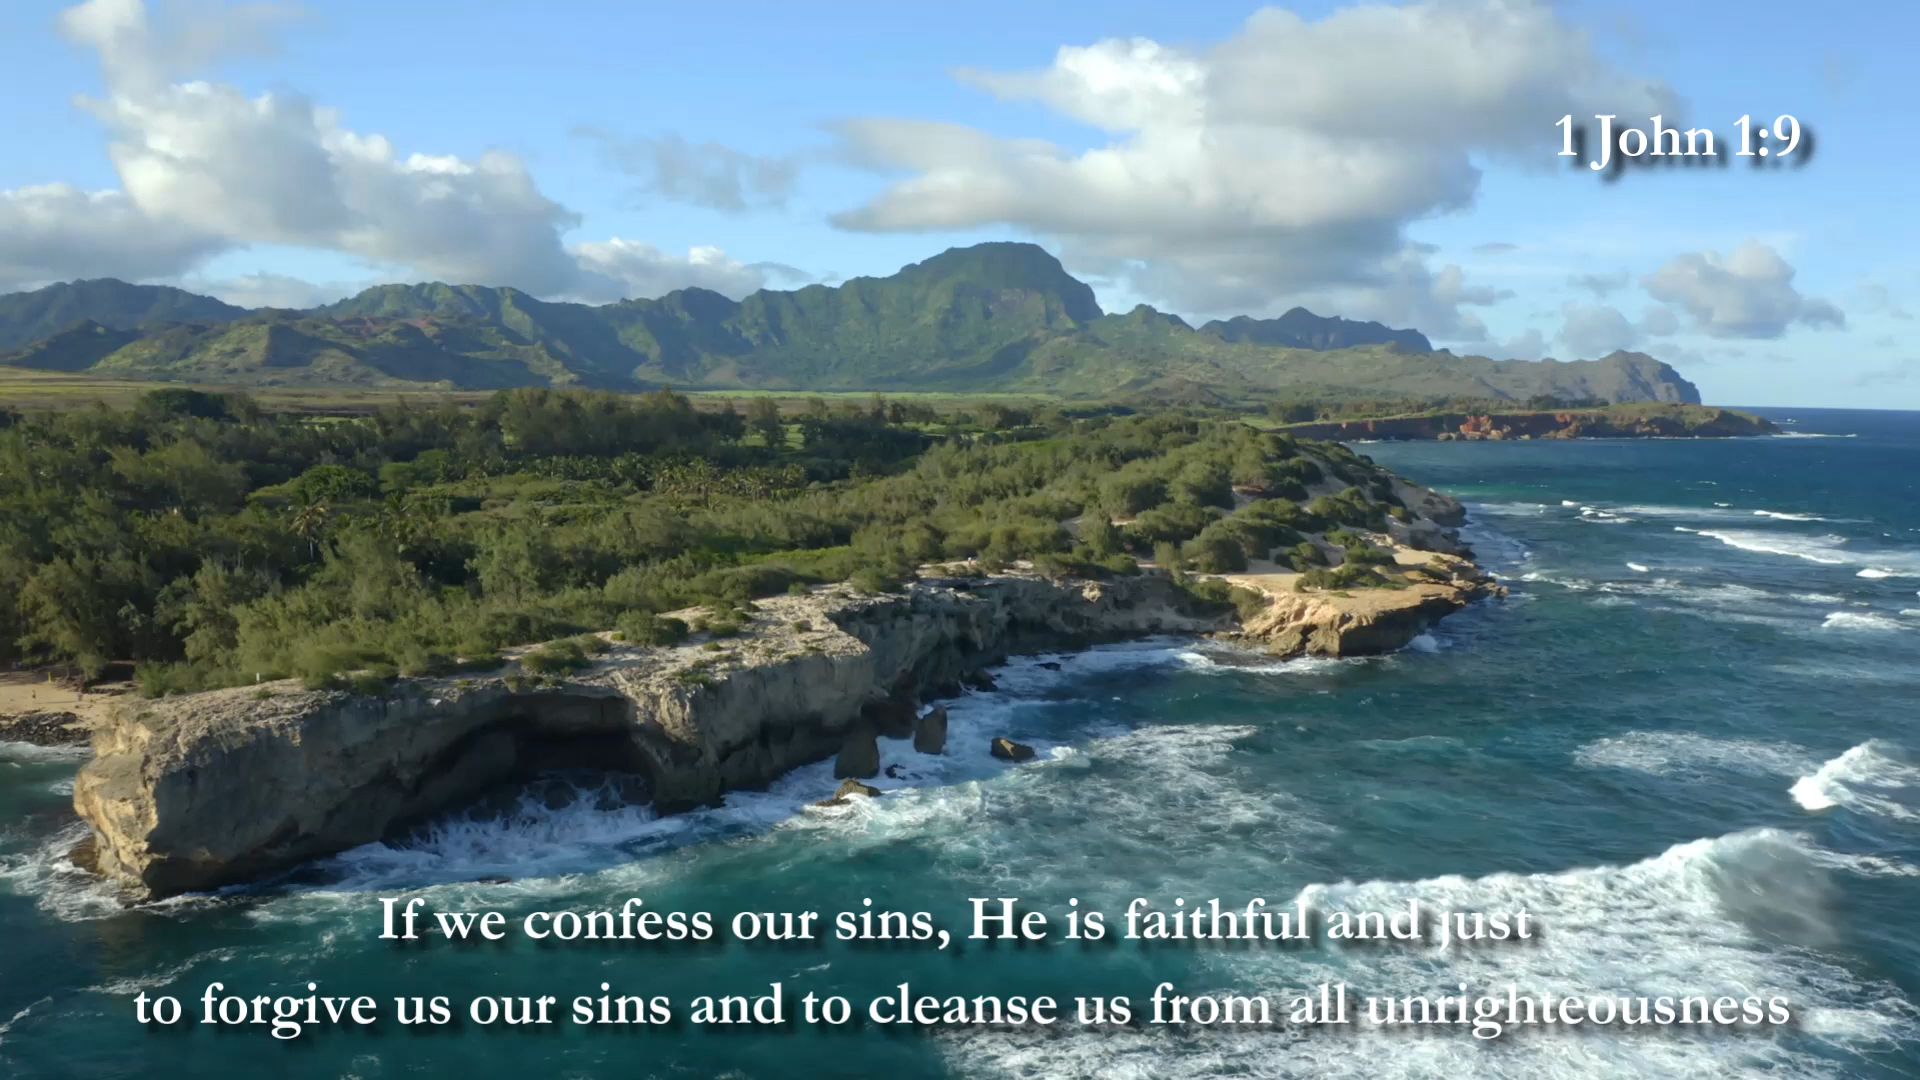 1 John 1:9
If we confess our sins, He is faithful and just
to forgive us our sins and to cleanse us from all unrighteousness